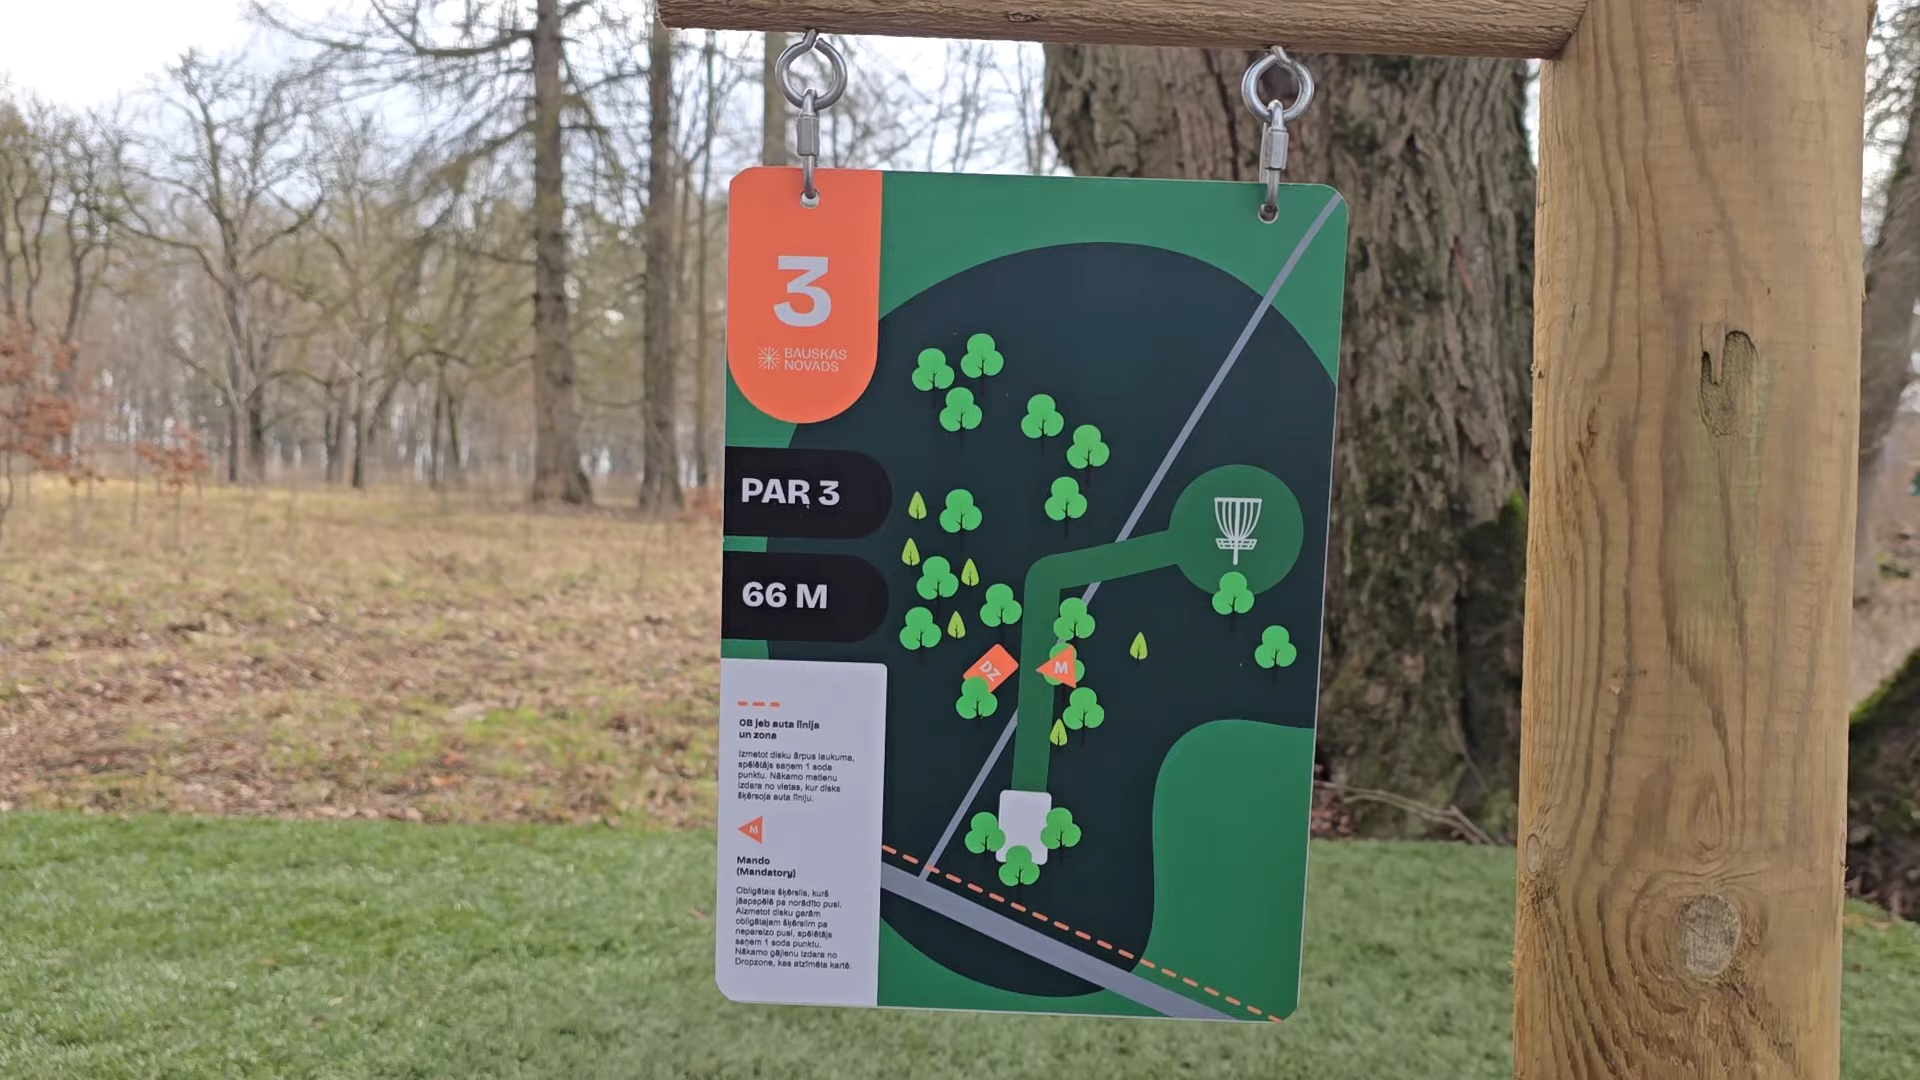 3
BAUSKAS
NOVADS
PAR 3
66 M
OB jeb auta līnija
un zona
Izmetot disku ārpus laukuma,
spēlētājs saņem 1 soda
punktu. Nākamo metienu
izdara no vietas, kur disks
šķērsoja auta līniju.
M
Mando
(Mandatory)
Obligātais šķērslis, kurš
jāapspēlē pa norādīto pusi.
Aizmetot disku garām
obligātajam šķērslim pa
nepareizo pusi, spēlētājs
saņem 1 soda punktu.
Nākamo gājienu izdara no
Dropzone, kas atzīmēta kartē.
DZ
M